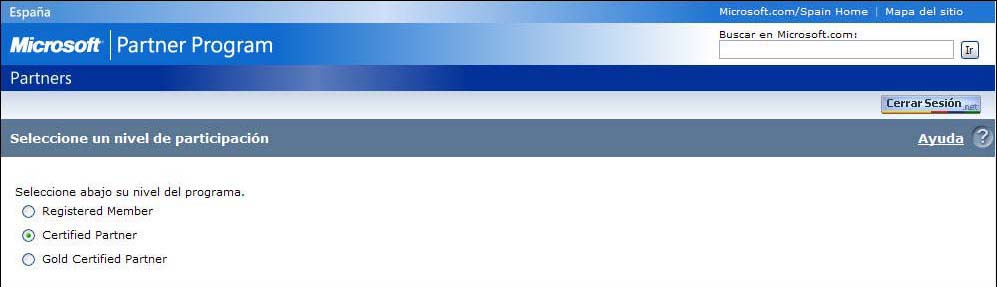 España
Microsoft.com/Spain Home | Mapa del sitio
Microsoft | Partner Program
Buscar en Microsoft.com:
Ir
Partners
Cerrar Sesión .net
Seleccione un nivel de participación
Ayuda ?
Seleccione abajo su nivel del programa.
Registered Member
Certified Partner
Gold Certified Partner